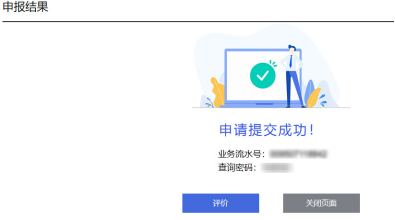 申报结果
申请提交成功！
业务流水号：
查询密码：
评价 关闭页面